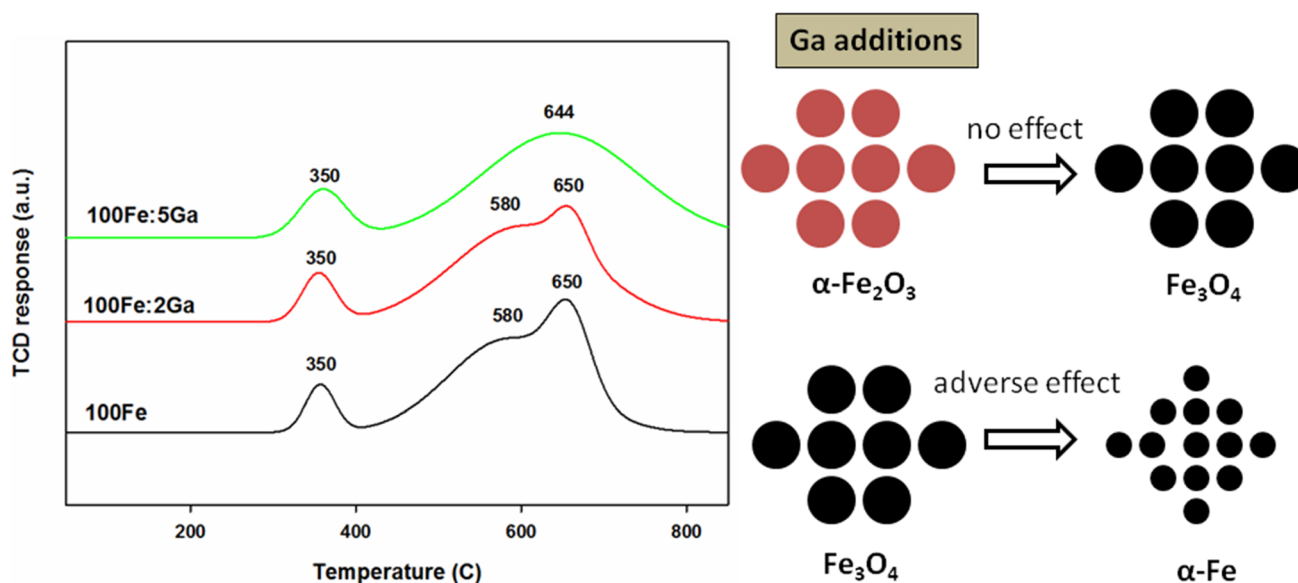 TCD response (a.u.)
350
644
100Fe:5Ga
350
580
650
100Fe:2Ga
350
580
650
100Fe
200
400
600
800
Temperature (C)
Ga additions
no effect
α-Fe₂O₃
Fe₃O₄
adverse effect
Fe₃O₄
α-Fe